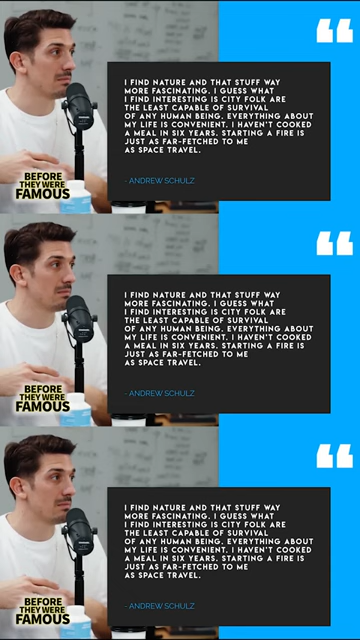 I FIND NATURE AND THAT STUFF WAY
MORE FASCINATING. I GUESS WHAT
I FIND INTERESTING IS CITY FOLK ARE
THE LEAST CAPABLE OF SURVIVAL
OF ANY HUMAN BEING. EVERYTHING ABOUT
MY LIFE IS CONVENIENT. I HAVEN'T COOKED
A MEAL IN SIX YEARS. STARTING A FIRE IS
JUST AS FAR-FETCHED TO ME
AS SPACE TRAVEL.
- ANDREW SCHULZ
BEFORE
THEY WERE
FAMOUS
I FIND NATURE AND THAT STUFF WAY
MORE FASCINATING. I GUESS WHAT
I FIND INTERESTING IS CITY FOLK ARE
THE LEAST CAPABLE OF SURVIVAL
OF ANY HUMAN BEING. EVERYTHING ABOUT
MY LIFE IS CONVENIENT. I HAVEN'T COOKED
A MEAL IN SIX YEARS. STARTING A FIRE IS
JUST AS FAR-FETCHED TO ME
AS SPACE TRAVEL.
- ANDREW SCHULZ
BEFORE
THEY WERE
FAMOUS
I FIND NATURE AND THAT STUFF WAY
MORE FASCINATING. I GUESS WHAT
I FIND INTERESTING IS CITY FOLK ARE
THE LEAST CAPABLE OF SURVIVAL
OF ANY HUMAN BEING. EVERYTHING ABOUT
MY LIFE IS CONVENIENT. I HAVEN'T COOKED
A MEAL IN SIX YEARS. STARTING A FIRE IS
JUST AS FAR-FETCHED TO ME
AS SPACE TRAVEL.
- ANDREW SCHULZ
BEFORE
THEY WERE
FAMOUS